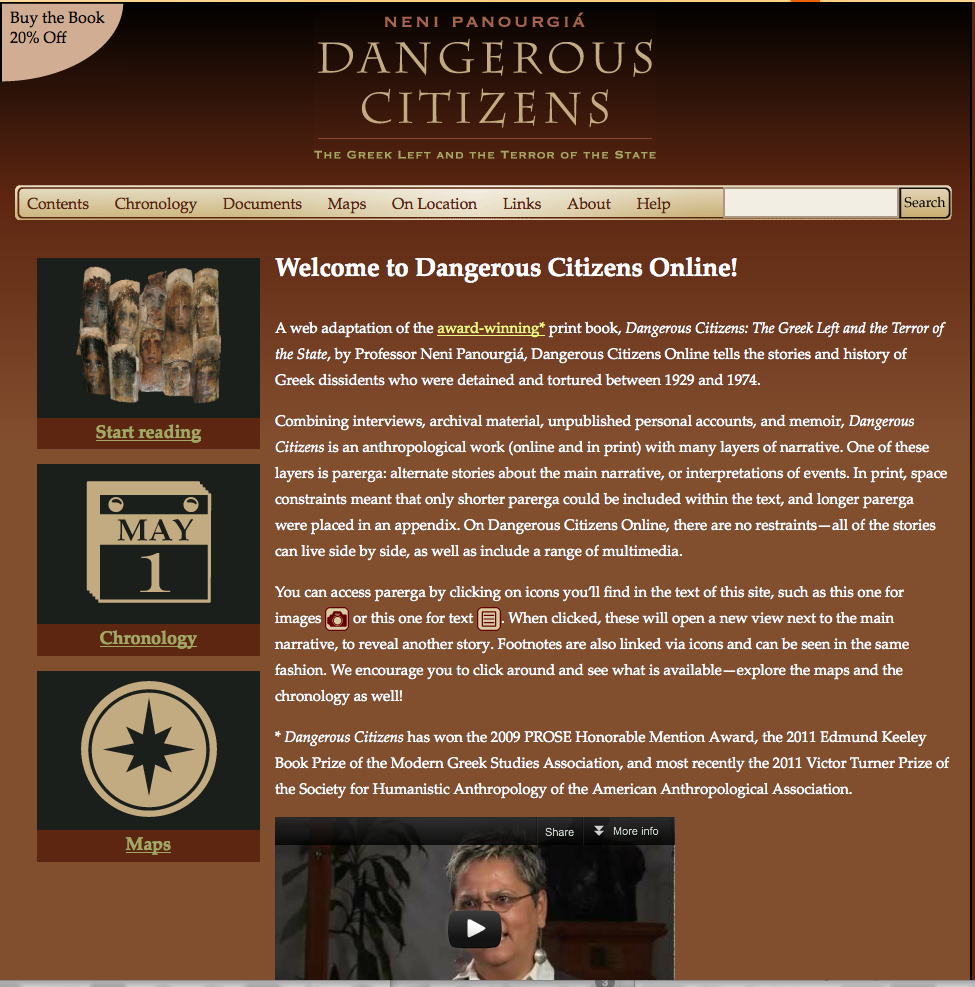 Buy the Book
20% Off
NENI PANOURGIÁ
DANGEROUS
CITIZENS
THE GREEK LEFT AND THE TERROR OF THE STATE
Contents Chronology Documents Maps On Location Links About Help Search
Start reading
MAY
1
Chronology
Maps
Welcome to Dangerous Citizens Online!
A web adaptation of the award-winning* print book, Dangerous Citizens: The Greek Left and the Terror of
the State, by Professor Neni Panourgiá, Dangerous Citizens Online tells the stories and history of
Greek dissidents who were detained and tortured between 1929 and 1974.
Combining interviews, archival material, unpublished personal accounts, and memoir, Dangerous
Citizens is an anthropological work (online and in print) with many layers of narrative. One of these
layers is parerga: alternate stories about the main narrative, or interpretations of events. In print, space
constraints meant that only shorter parerga could be included within the text, and longer parerga
were placed in an appendix. On Dangerous Citizens Online, there are no restraints—all of the stories
can live side by side, as well as include a range of multimedia.
You can access parerga by clicking on icons you'll find in the text of this site, such as this one for
images or this one for text . When clicked, these will open a new view next to the main
narrative, to reveal another story. Footnotes are also linked via icons and can be seen in the same
fashion. We encourage you to click around and see what is available—explore the maps and the
chronology as well!
* Dangerous Citizens has won the 2009 PROSE Honorable Mention Award, the 2011 Edmund Keeley
Book Prize of the Modern Greek Studies Association, and most recently the 2011 Victor Turner Prize of
the Society for Humanistic Anthropology of the American Anthropological Association.
Share More info
3